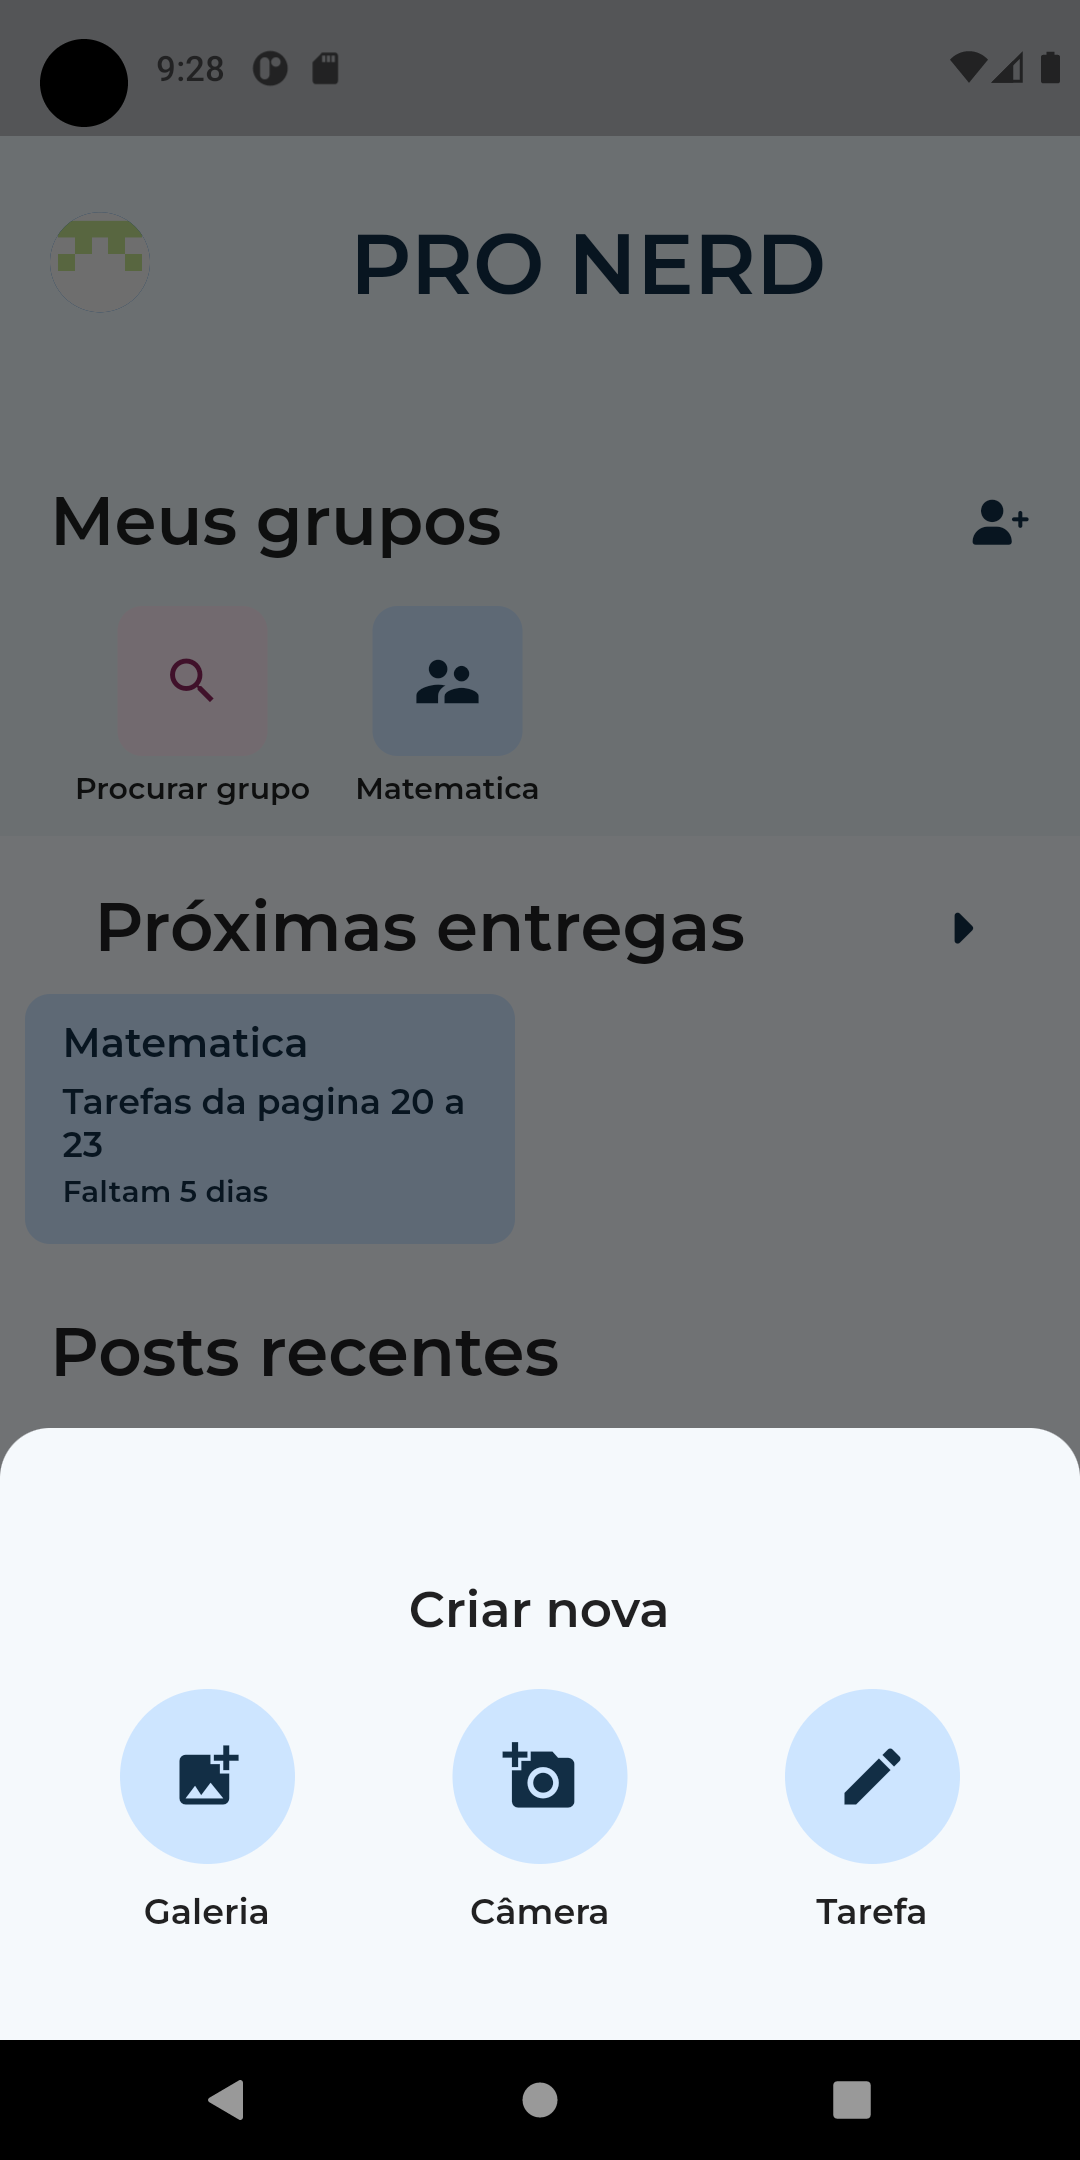 9:28
PRO NERD
Meus grupos
Procurar grupo
Matematica
Próximas entregas
Matematica
Tarefas da pagina 20 a
23
Faltam 5 dias
Posts recentes
Criar nova
Galeria
Câmera
Tarefa